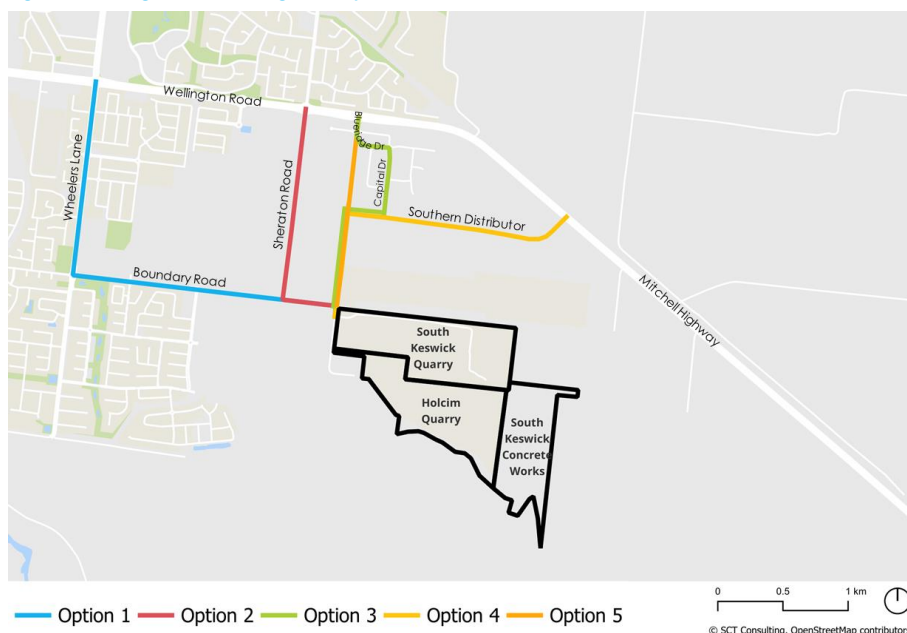 Wellington Road
Blueridge Dr
Capital Dr
Wheelers Lane
Sheraton Road
Southern Distributor
Boundary Road
Mitchell Highway
South
Keswick
Quarry
Holcim
Quarry
South
Keswick
Concrete
Works
Option 1
Option 2
Option 3
Option 4
Option 5
0 0.5 1 km
© SCT Consulting, OpenStreetMap contributors